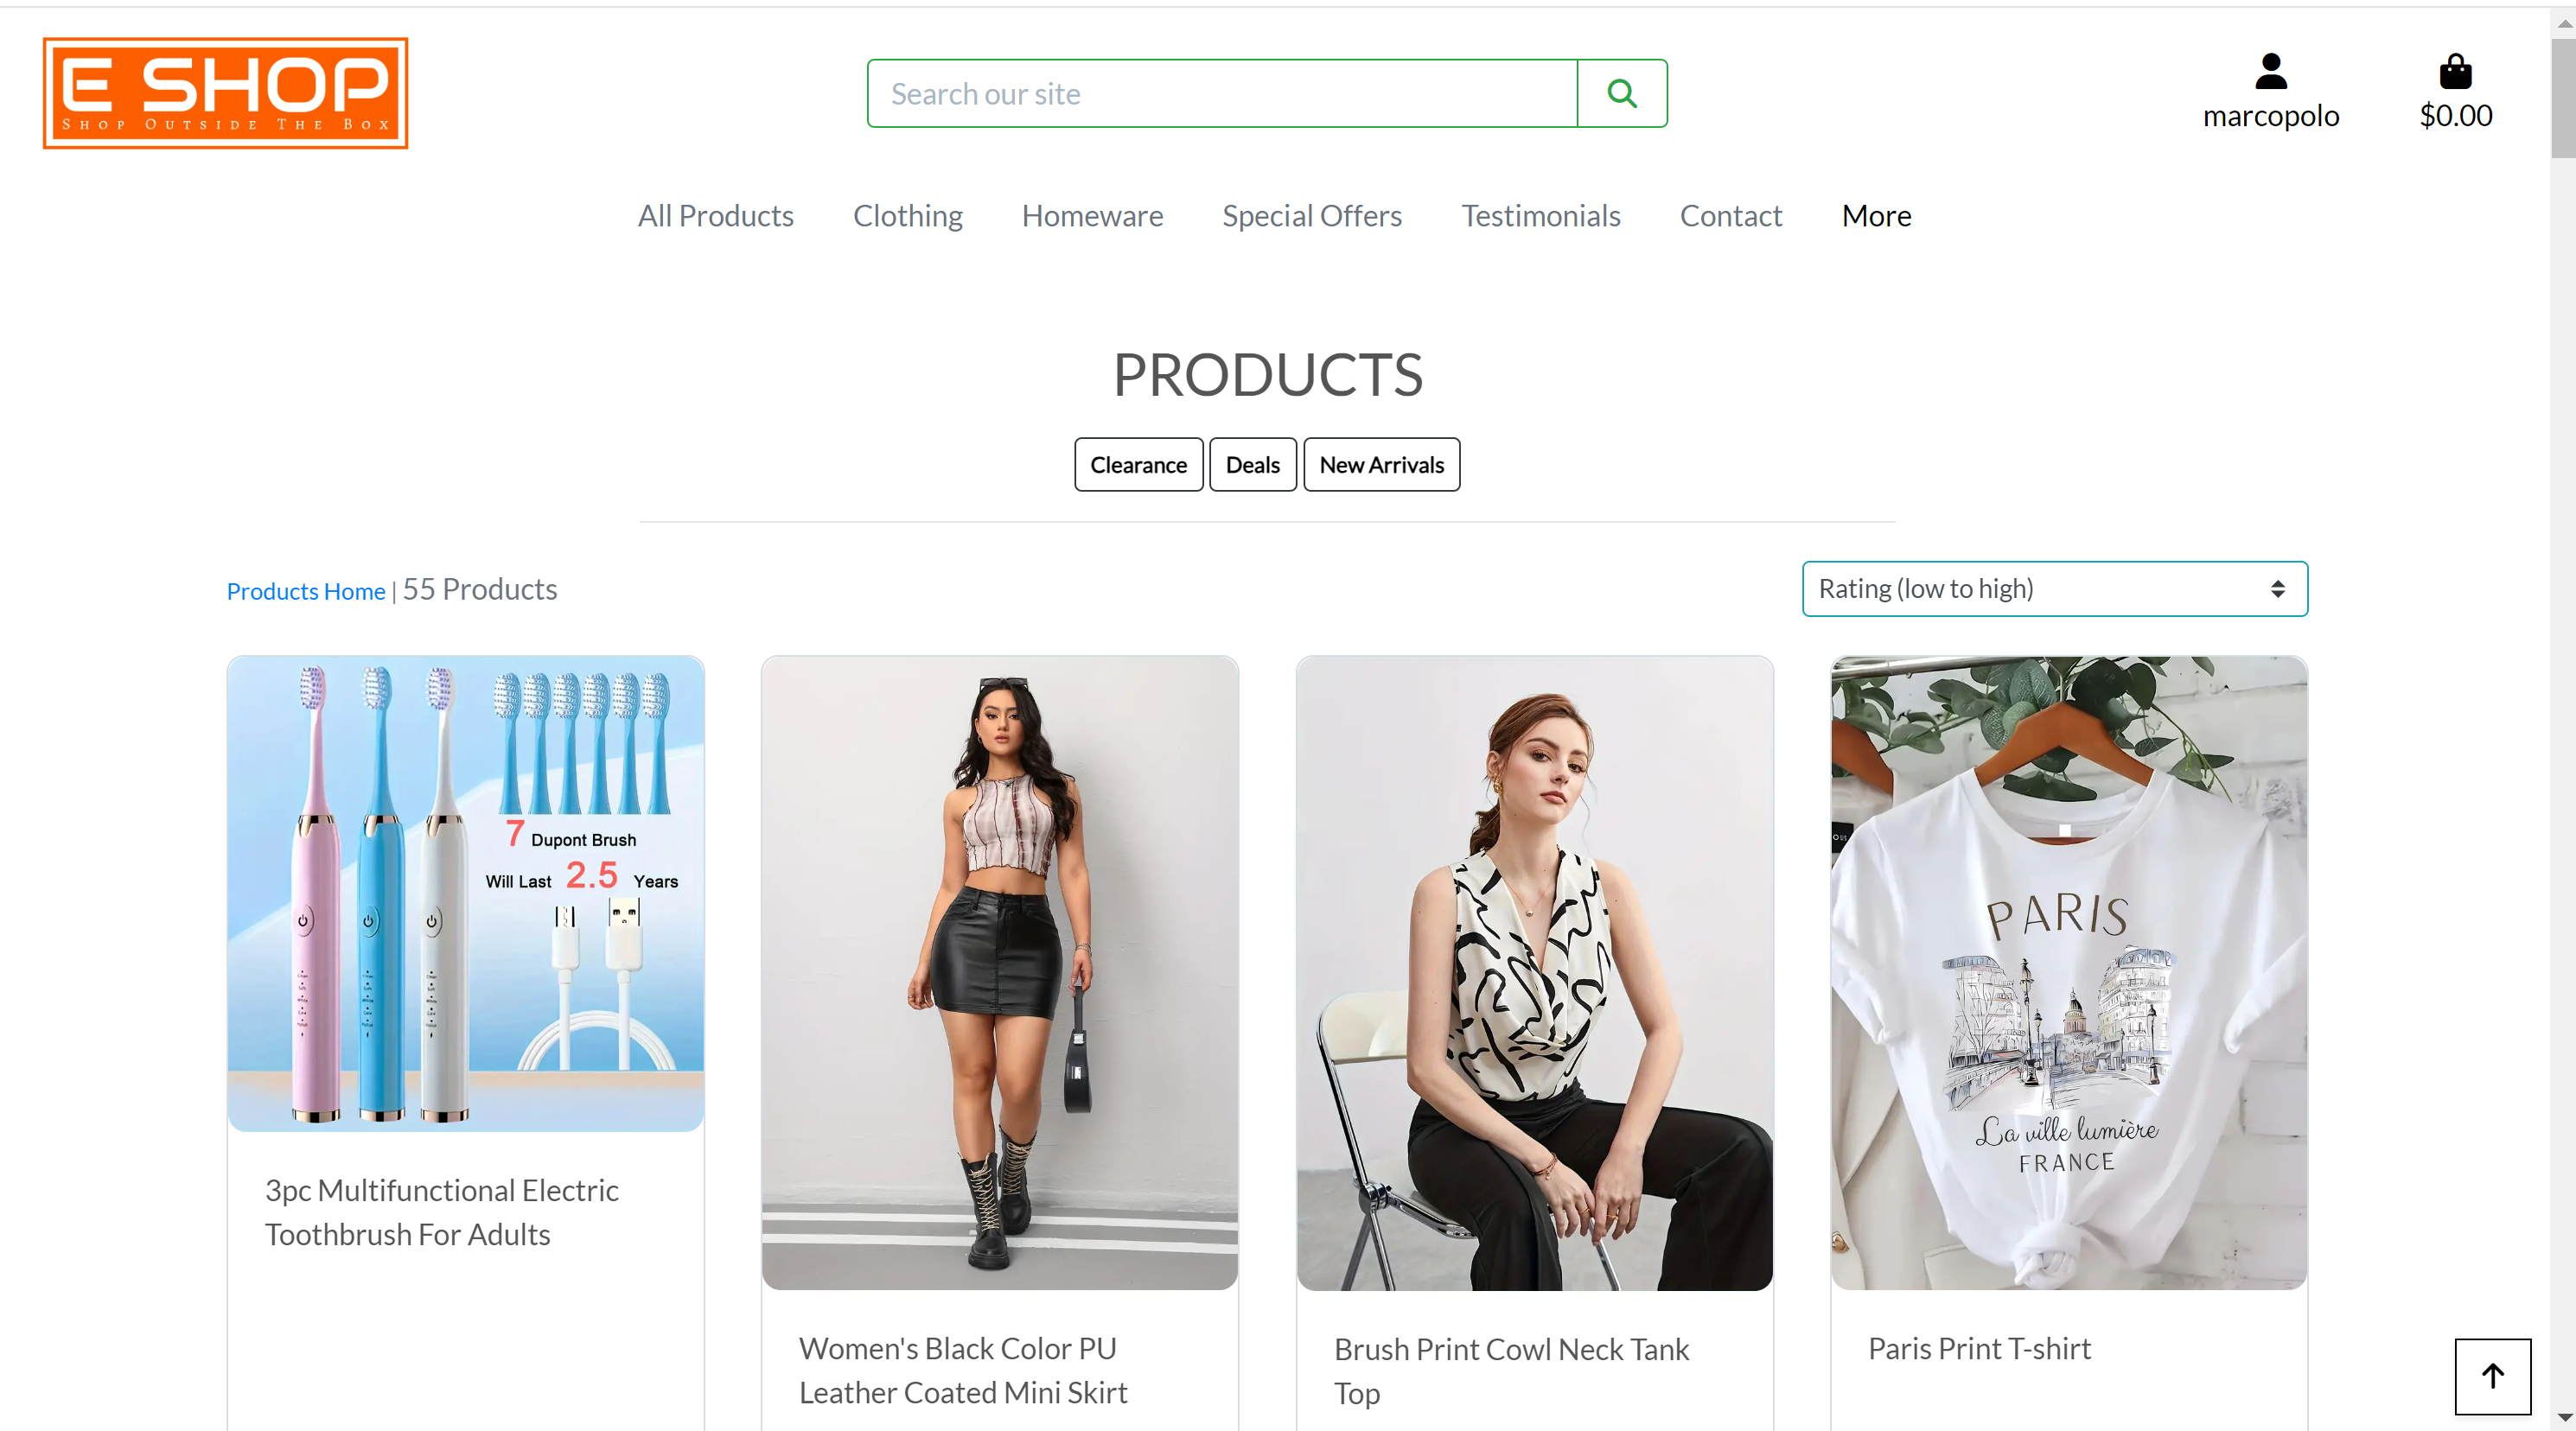 E SHOP
Shop Outside The Box
Search our site
marcopolo
$0.00
All Products
Clothing
Homeware
Special Offers
Testimonials
Contact
More
PRODUCTS
Clearance
Deals
New Arrivals
Products Home | 55 Products
Rating (low to high)
7 Dupont Brush
Will Last 2.5 Years
PARIS
La ville lumière
FRANCE
3pc Multifunctional Electric
Toothbrush For Adults
Women's Black Color PU
Leather Coated Mini Skirt
Brush Print Cowl Neck Tank
Top
Paris Print T-shirt